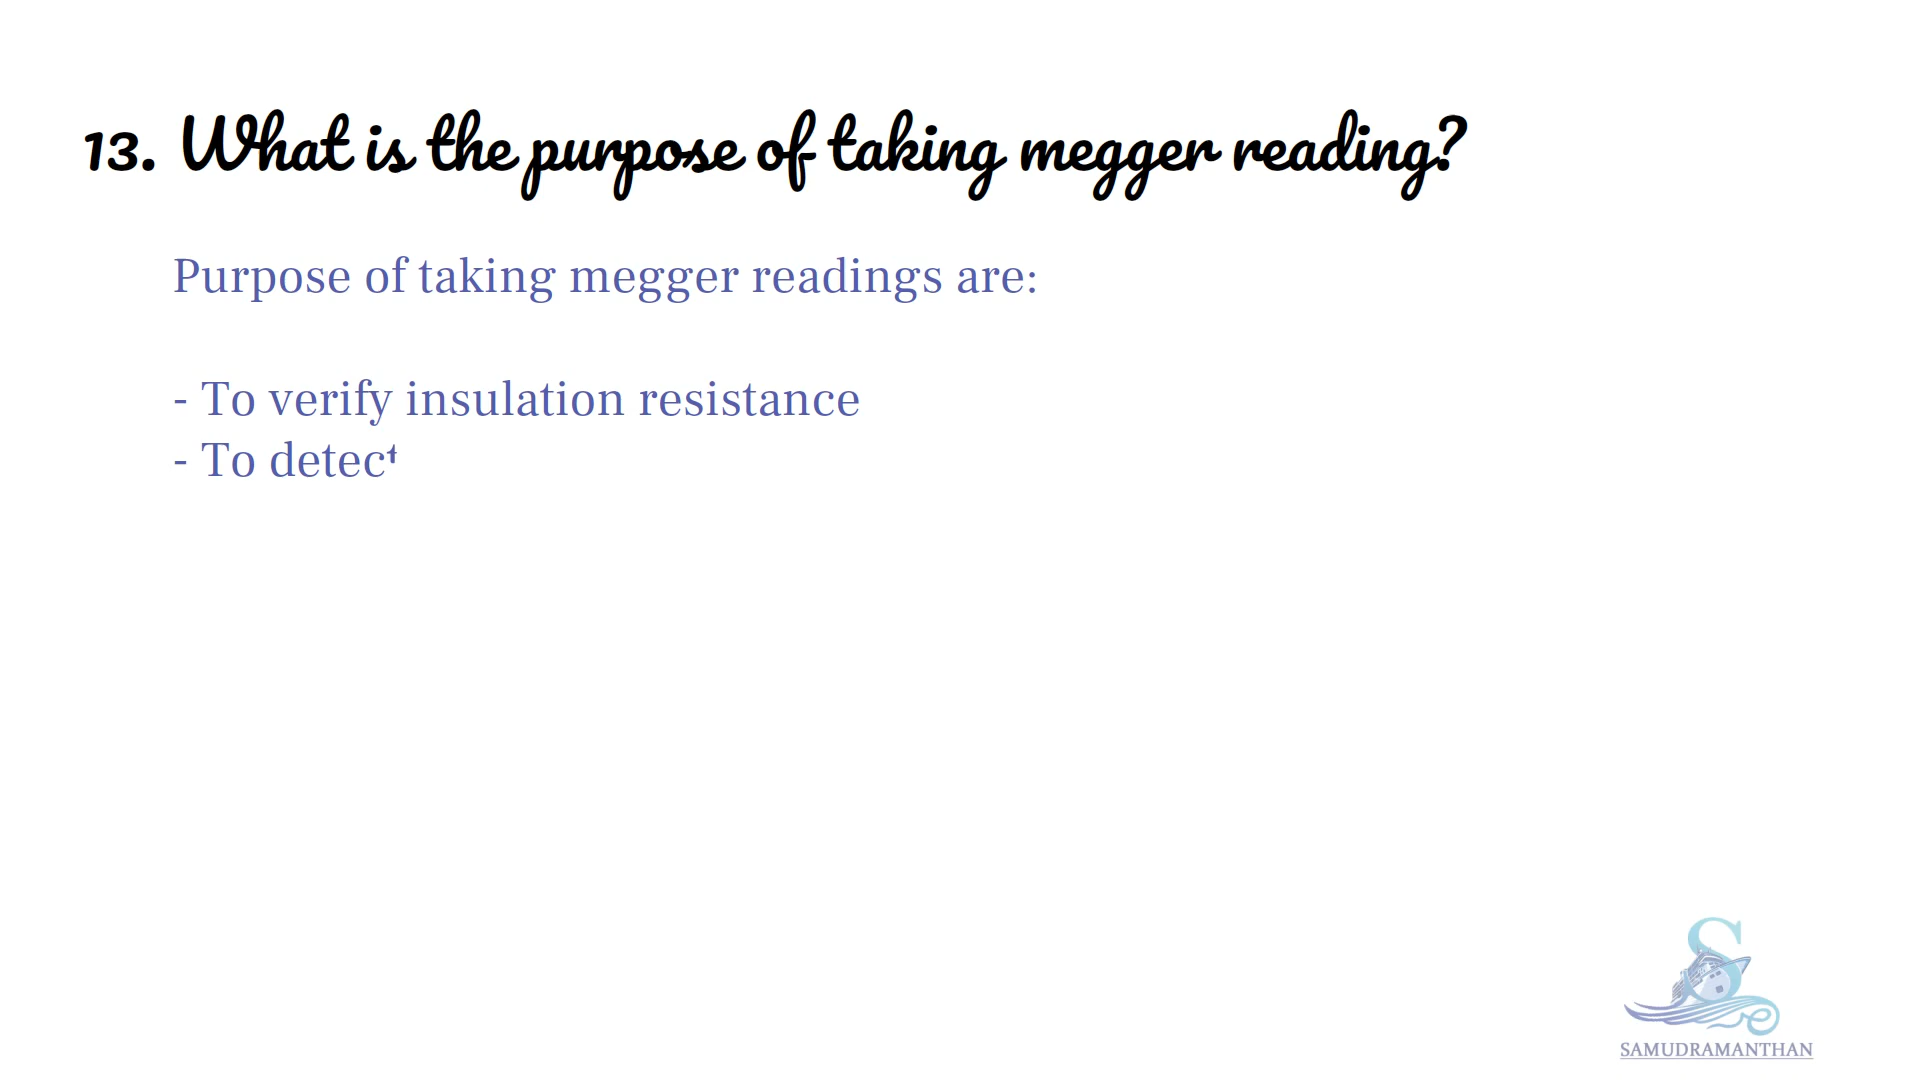 13. What is the purpose of taking megger reading?
Purpose of taking megger readings are:
- To verify insulation resistance
- To detect
SAMUDRAMANTHAN